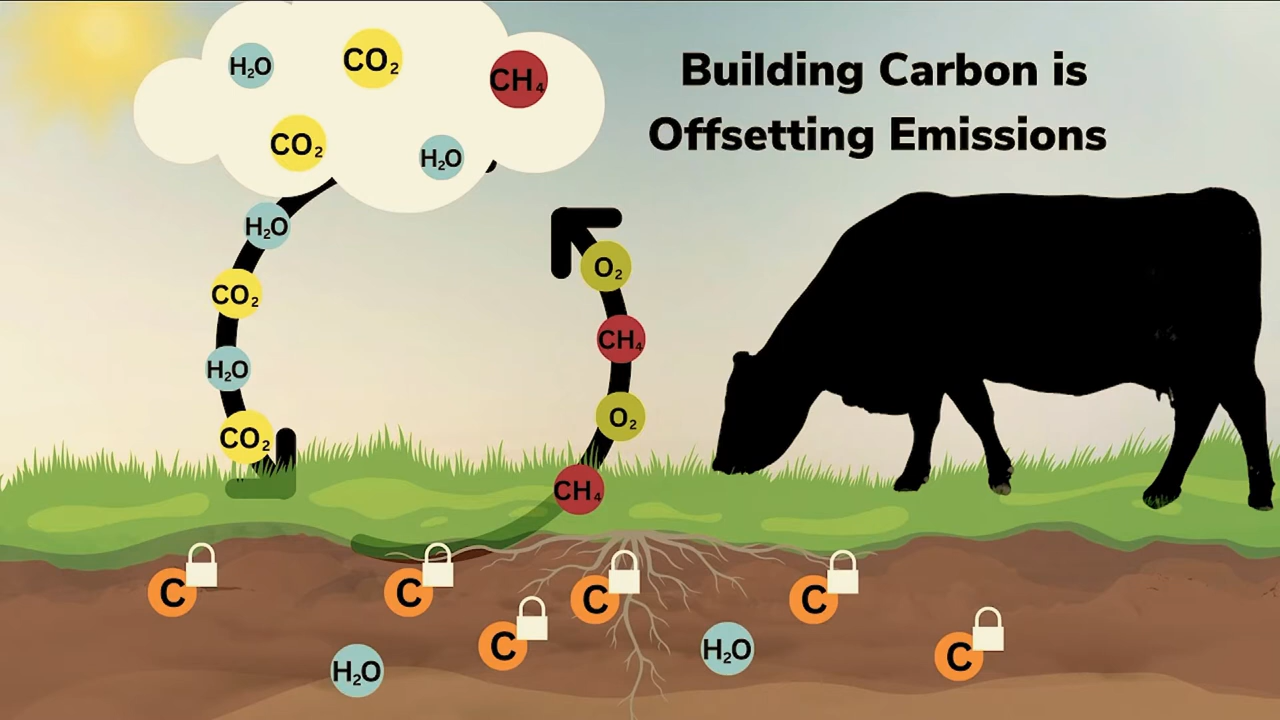 Building Carbon is
Offsetting Emissions
H₂O
CO₂
CH₄
CO₂
H₂O
H₂O
CO₂
H₂O
CO₂
O₂
CH₄
O₂
CH₄
C
C
C
C
C
C
H₂O
H₂O